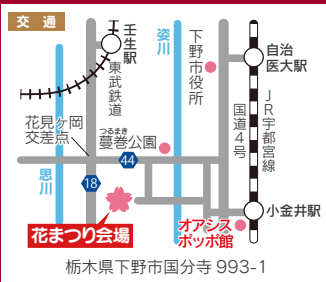 交通
壬生駅
東武鉄道
姿川
下野市役所
自治
医大駅
JR宇都宮線
国道4号
花見ヶ岡
交差点
つるまき
蔓巻公園
44
思川
18
小金井駅
花まつり会場
オアシス
ポッポ館
栃木県下野市国分寺 993-1